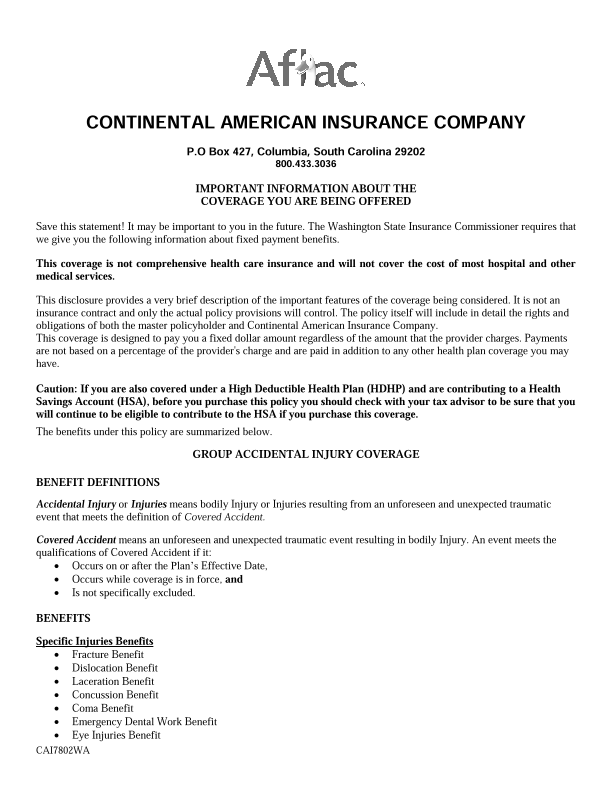 Aflac
CONTINENTAL AMERICAN INSURANCE COMPANY
P.O Box 427, Columbia, South Carolina 29202
800.433.3036
IMPORTANT INFORMATION ABOUT THE
COVERAGE YOU ARE BEING OFFERED
Save this statement! It may be important to you in the future. The Washington State Insurance Commissioner requires that
we give you the following information about fixed payment benefits.
This coverage is not comprehensive health care insurance and will not cover the cost of most hospital and other
medical services.
This disclosure provides a very brief description of the important features of the coverage being considered. It is not an
insurance contract and only the actual policy provisions will control. The policy itself will include in detail the rights and
obligations of both the master policyholder and Continental American Insurance Company.
This coverage is designed to pay you a fixed dollar amount regardless of the amount that the provider charges. Payments
are not based on a percentage of the provider's charge and are paid in addition to any other health plan coverage you may
have.
Caution: If you are also covered under a High Deductible Health Plan (HDHP) and are contributing to a Health
Savings Account (HSA), before you purchase this policy you should check with your tax advisor to be sure that you
will continue to be eligible to contribute to the HSA if you purchase this coverage.
The benefits under this policy are summarized below.
GROUP ACCIDENTAL INJURY COVERAGE
BENEFIT DEFINITIONS
Accidental Injury or Injuries means bodily Injury or Injuries resulting from an unforeseen and unexpected traumatic
event that meets the definition of Covered Accident.
Covered Accident means an unforeseen and unexpected traumatic event resulting in bodily Injury. An event meets the
qualifications of Covered Accident if it:
• Occurs on or after the Plan's Effective Date,
• Occurs while coverage is in force, and
• Is not specifically excluded.
BENEFITS
Specific Injuries Benefits
• Fracture Benefit
• Dislocation Benefit
• Laceration Benefit
• Concussion Benefit
• Coma Benefit
• Emergency Dental Work Benefit
• Eye Injuries Benefit
CAI7802WA